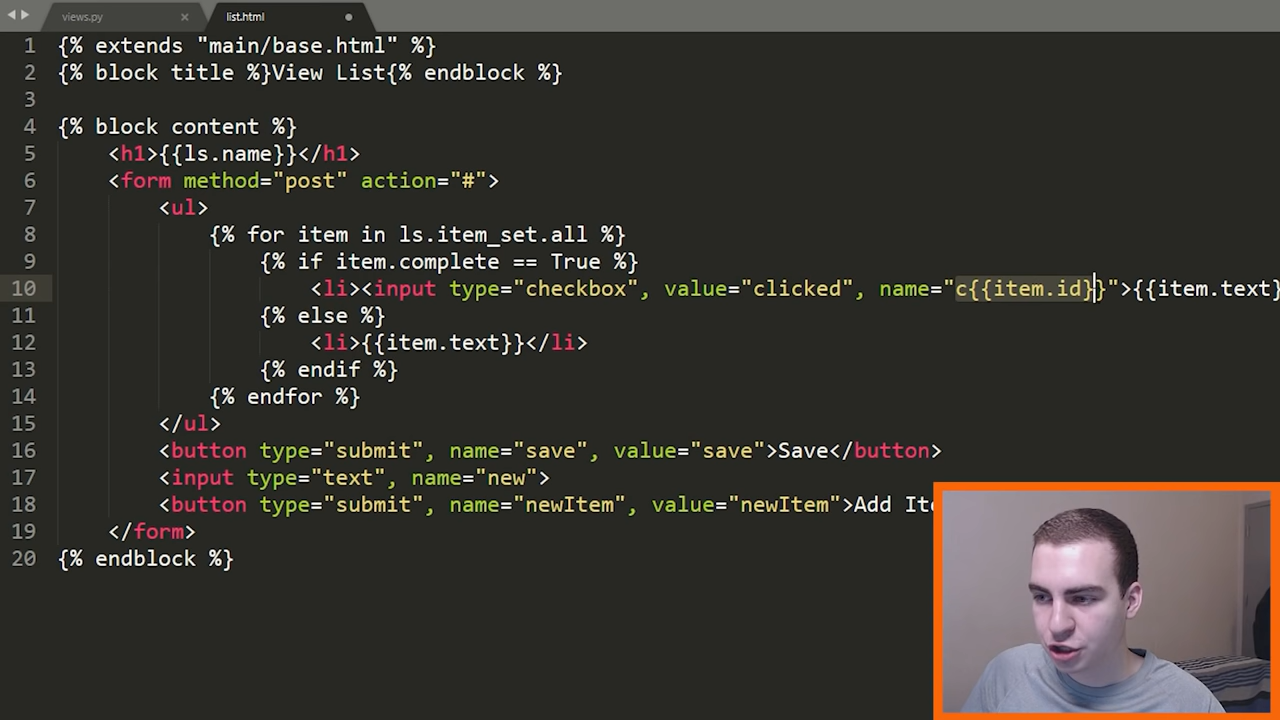 views.py × list.html
1 {% extends "main/base.html" %}
2 {% block title %}View List{% endblock %}
3
4 {% block content %}
5 <h1>{{ls.name}}</h1>
6 <form method="post" action="#">
7 <ul>
8 {% for item in ls.item_set.all %}
9 {% if item.complete == True %}
10 <li><input type="checkbox", value="clicked", name="c{{item.id}}">{{item.text}
11 {% else %}
12 <li>{{item.text}}</li>
13 {% endif %}
14 {% endfor %}
15 </ul>
16 <button type="submit", name="save", value="save">Save</button>
17 <input type="text", name="new">
18 <button type="submit", name="newItem", value="newItem">Add
19 </form>
20 {% endblock %}